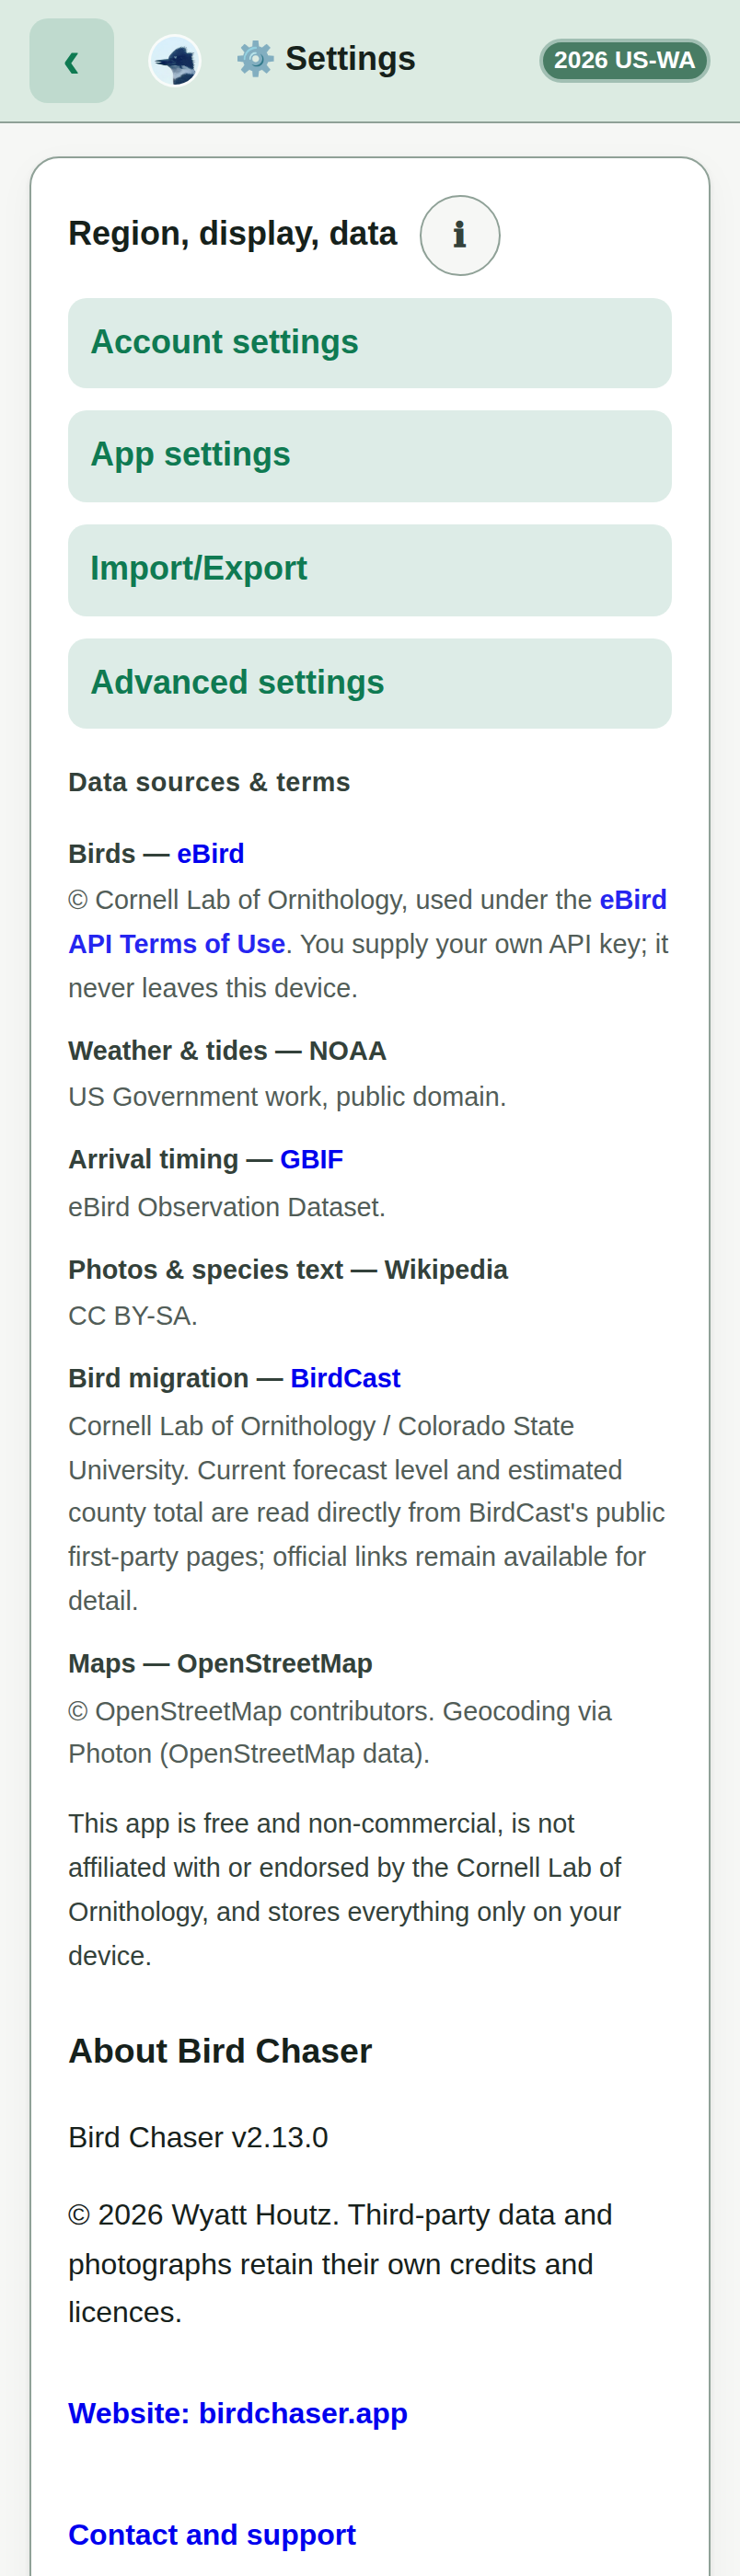 ‹ ⚙️ Settings 2026 US-WA
Region, display, data ℹ
Account settings
App settings
Import/Export
Advanced settings
Data sources & terms
Birds — eBird
© Cornell Lab of Ornithology, used under the eBird
API Terms of Use. You supply your own API key; it
never leaves this device.
Weather & tides — NOAA
US Government work, public domain.
Arrival timing — GBIF
eBird Observation Dataset.
Photos & species text — Wikipedia
CC BY-SA.
Bird migration — BirdCast
Cornell Lab of Ornithology / Colorado State
University. Current forecast level and estimated
county total are read directly from BirdCast's public
first-party pages; official links remain available for
detail.
Maps — OpenStreetMap
© OpenStreetMap contributors. Geocoding via
Photon (OpenStreetMap data).
This app is free and non-commercial, is not
affiliated with or endorsed by the Cornell Lab of
Ornithology, and stores everything only on your
device.
About Bird Chaser
Bird Chaser v2.13.0
© 2026 Wyatt Houtz. Third-party data and
photographs retain their own credits and
licences.
Website: birdchaser.app
Contact and support